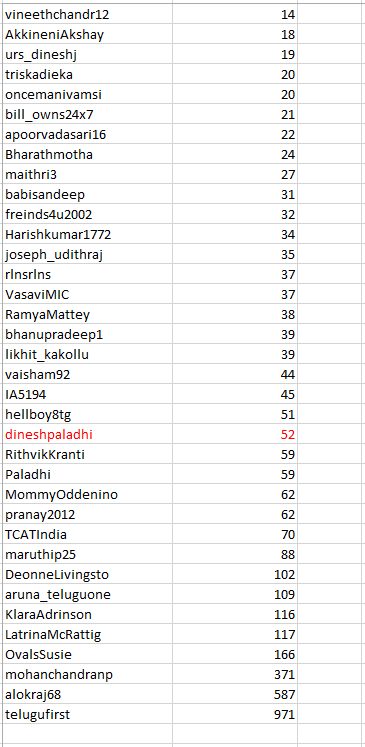 vineethchandr12 14
AkkineniAkshay 18
urs_dineshj 19
triskadieka 20
oncemanivamsi 20
bill_owns24x7 21
apoorvadasari16 22
Bharathmotha 24
maithri3 27
babisandeep 31
freinds4u2002 32
Harishkumar1772 34
joseph_udithraj 35
rlnsrlns 37
VasaviMIC 37
RamyaMattey 38
bhanupradeep1 39
likhit_kakollu 39
vaisham92 44
IA5194 45
hellboy8tg 51
dineshpaladhi 52
RithvikKranti 59
Paladhi 59
MommyOddenino 62
pranay2012 62
TCATIndia 70
maruthip25 88
DeonneLivingsto 102
aruna_teluguone 109
KlaraAdrinson 116
LatrinaMcRattig 117
OvalsSusie 166
mohanchandranp 371
alokraj68 587
telugufirst 971